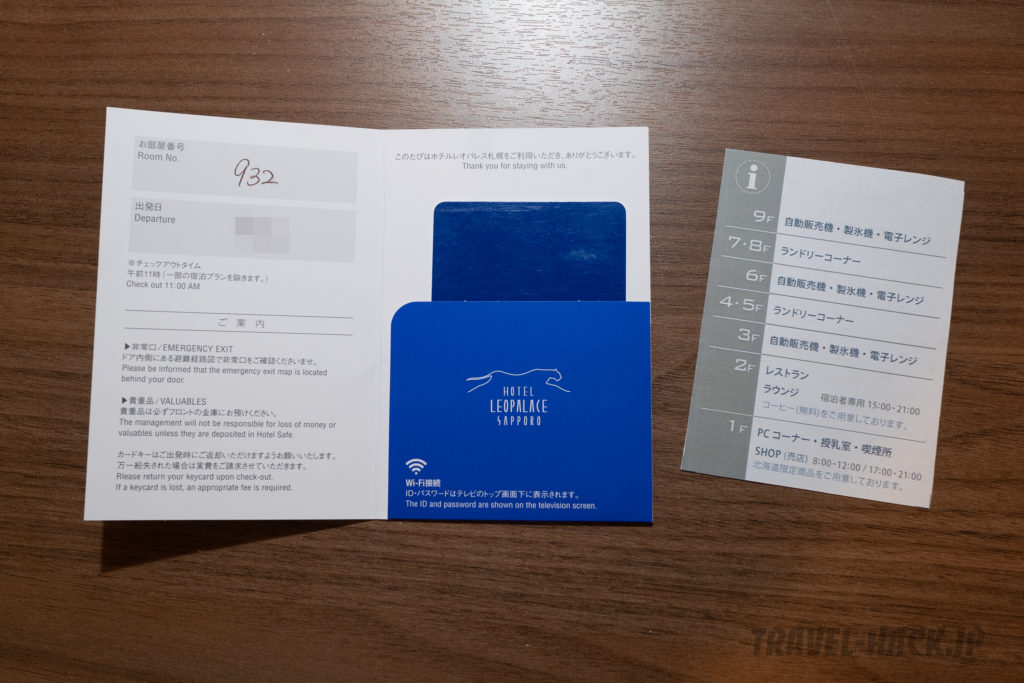 お部屋番号
Room No.
932
出発日
Departure
※チェックアウトタイム
午前11時(一部の宿泊プランを除きます。)
Check out 11:00 AM
ご案内
▶非常口/EMERGENCY EXIT
ドア内側にある避難経路図で非常口をご確認くださいませ。
Please be informed that the emergency exit map is located
behind your door.
▶貴重品/VALUABLES
貴重品は必ずフロントの金庫にお預けください。
The management will not be responsible for loss of money or
valuables unless they are deposited in Hotel Safe.
カードキーはご出発時にご返却いただけますようお願いいたします。
万一紛失された場合は実費をご請求させていただきます。
Please return your keycard upon check-out.
If a keycard is lost, an appropriate fee is required.
このたびはホテルレオパレス札幌をご利用いただき、ありがとうございます。
Thank you for staying with us.
HOTEL
LEOPALACE
SAPPORO
Wi-Fi接続
ID・パスワードはテレビのトップ画面下に表示されます。
The ID and password are shown on the television screen.
i
9F 自動販売機・製氷機・電子レンジ
7・8F ランドリーコーナー
6F 自動販売機・製氷機・電子レンジ
4・5F ランドリーコーナー
3F 自動販売機・製氷機・電子レンジ
2F レストラン
ラウンジ 宿泊者専用 15:00-21:00
コーヒー(無料)をご用意しております。
1F PCコーナー・授乳室・喫煙所
SHOP (売店) 8:00-12:00 / 17:00-21:00
北海道限定商品をご用意しております。
TRAVEL-HACK.JP